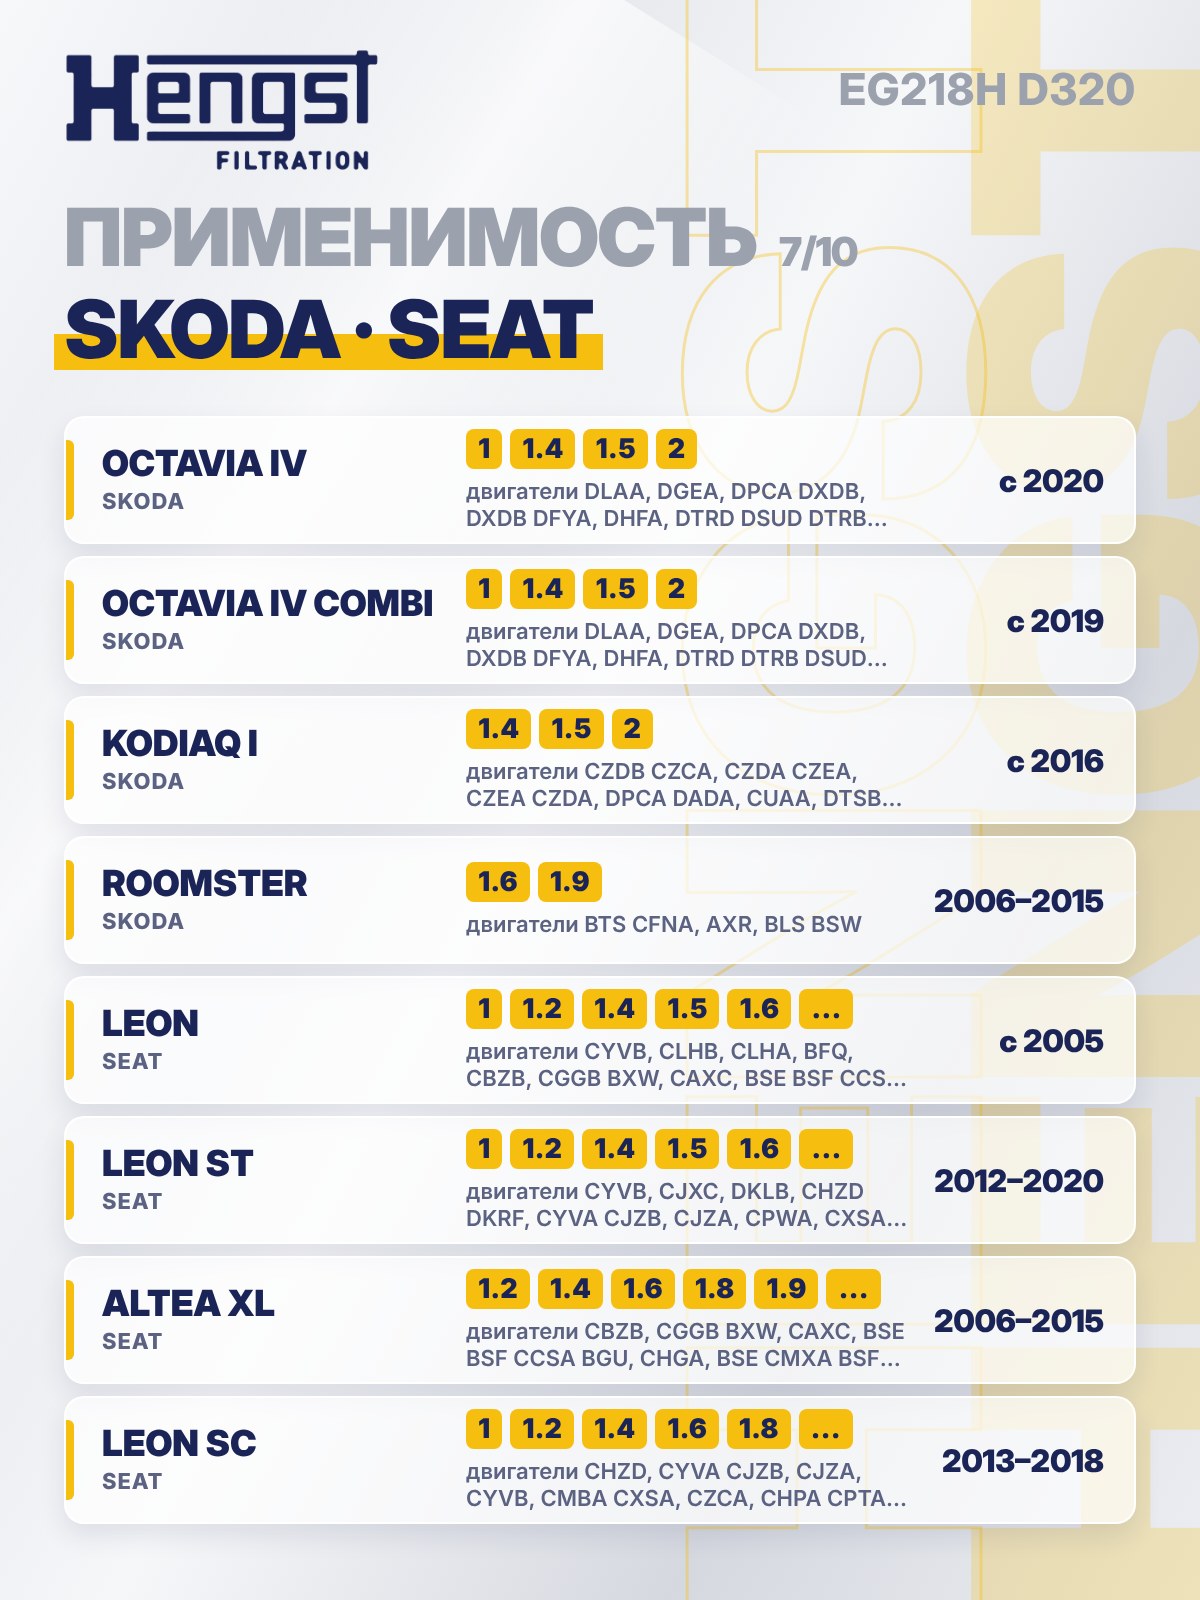 Hengst
FILTRATION
EG218H D320
ПРИМЕНИМОСТЬ 7/10
SKODA · SEAT
OCTAVIA IV
SKODA
1 1.4 1.5 2
двигатели DLAA, DGEA, DPCA DXDB,
DXDB DFYA, DHFA, DTRD DSUD DTRB...
с 2020
OCTAVIA IV COMBI
SKODA
1 1.4 1.5 2
двигатели DLAA, DGEA, DPCA DXDB,
DXDB DFYA, DHFA, DTRD DTRB DSUD...
с 2019
KODIAQ I
SKODA
1.4 1.5 2
двигатели CZDB CZCA, CZDA CZEA,
CZEA CZDA, DPCA DADA, CUAA, DTSB...
с 2016
ROOMSTER
SKODA
1.6 1.9
двигатели BTS CFNA, AXR, BLS BSW
2006–2015
LEON
SEAT
1 1.2 1.4 1.5 1.6 ...
двигатели CYVB, CLHB, CLHA, BFQ,
CBZB, CGGB BXW, CAXC, BSE BSF CCS...
с 2005
LEON ST
SEAT
1 1.2 1.4 1.5 1.6 ...
двигатели CYVB, CJXC, DKLB, CHZD
DKRF, CYVA CJZB, CJZA, CPWA, CXSA...
2012–2020
ALTEA XL
SEAT
1.2 1.4 1.6 1.8 1.9 ...
двигатели CBZB, CGGB BXW, CAXC, BSE
BSF CCSA BGU, CHGA, BSE CMXA BSF...
2006–2015
LEON SC
SEAT
1 1.2 1.4 1.6 1.8 ...
двигатели CHZD, CYVA CJZB, CJZA,
CYVB, CMBA CXSA, CZCA, CHPA CPTA...
2013–2018
HENGST